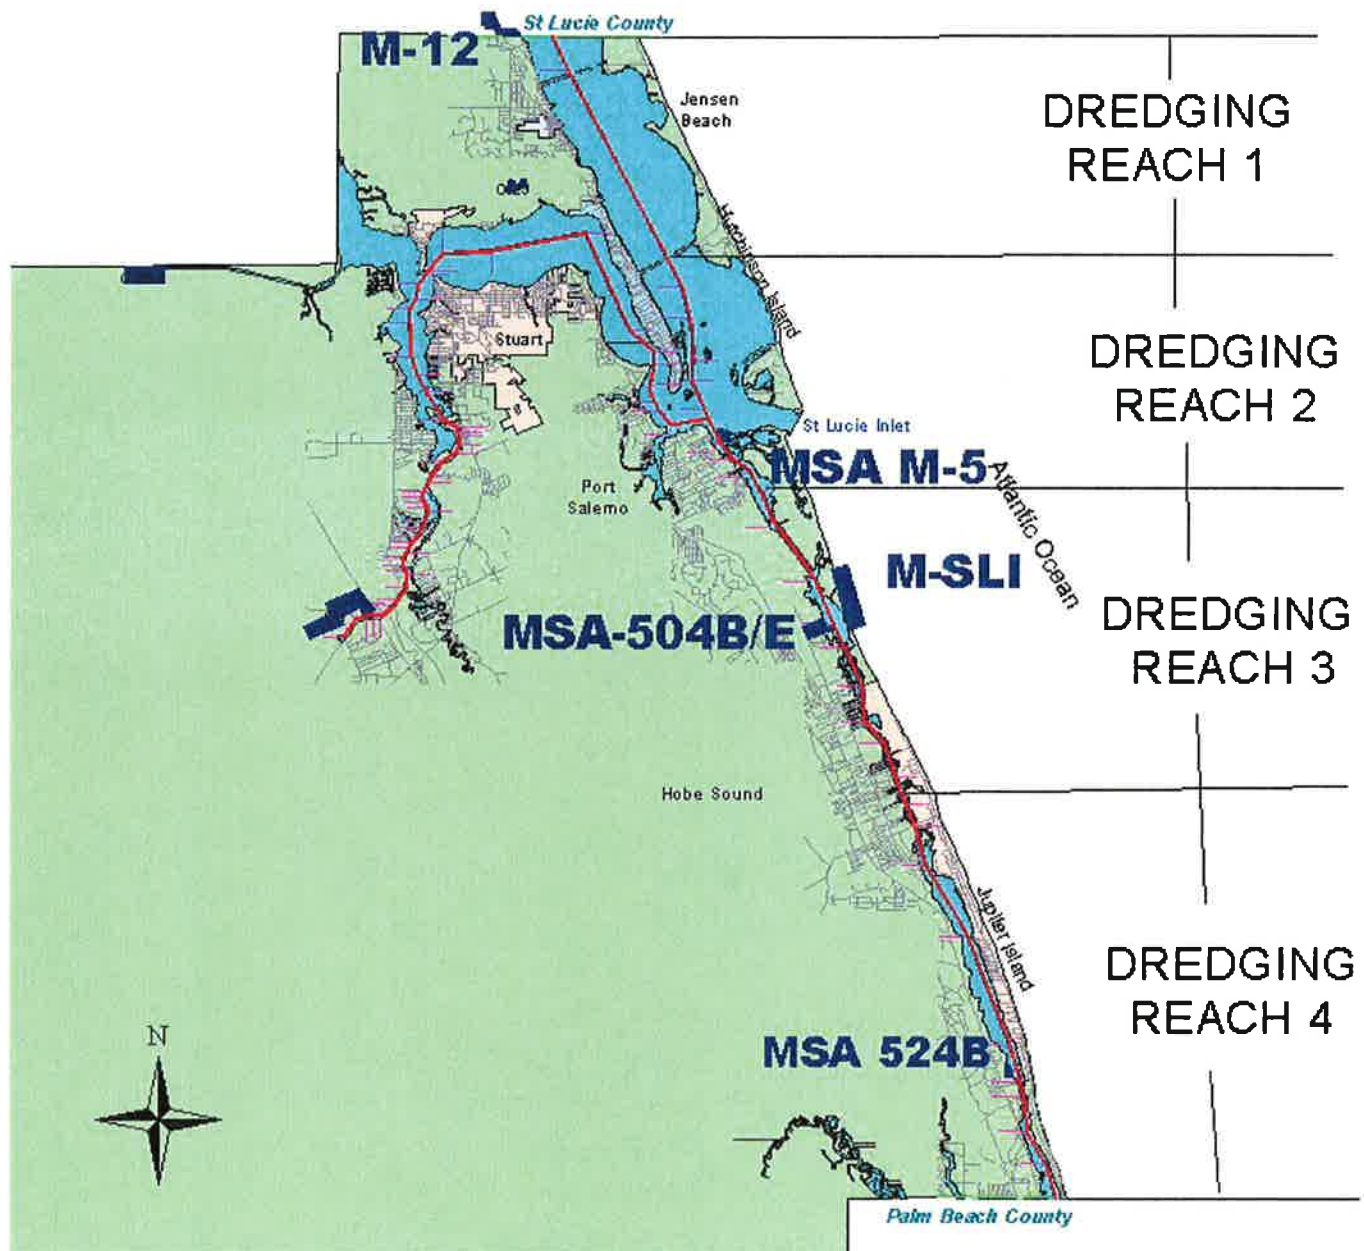 St Lucie County
M-12
Jensen
Beach
DREDGING
REACH 1
Hutchinson Island
Stuart
DREDGING
REACH 2
St Lucie Inlet
MSA M-5
Atlantic Ocean
Port
Salerno
M-SLI
MSA-504B/E
DREDGING
REACH 3
Hobe Sound
Jupiter Island
DREDGING
REACH 4
N
MSA 524B
Palm Beach County